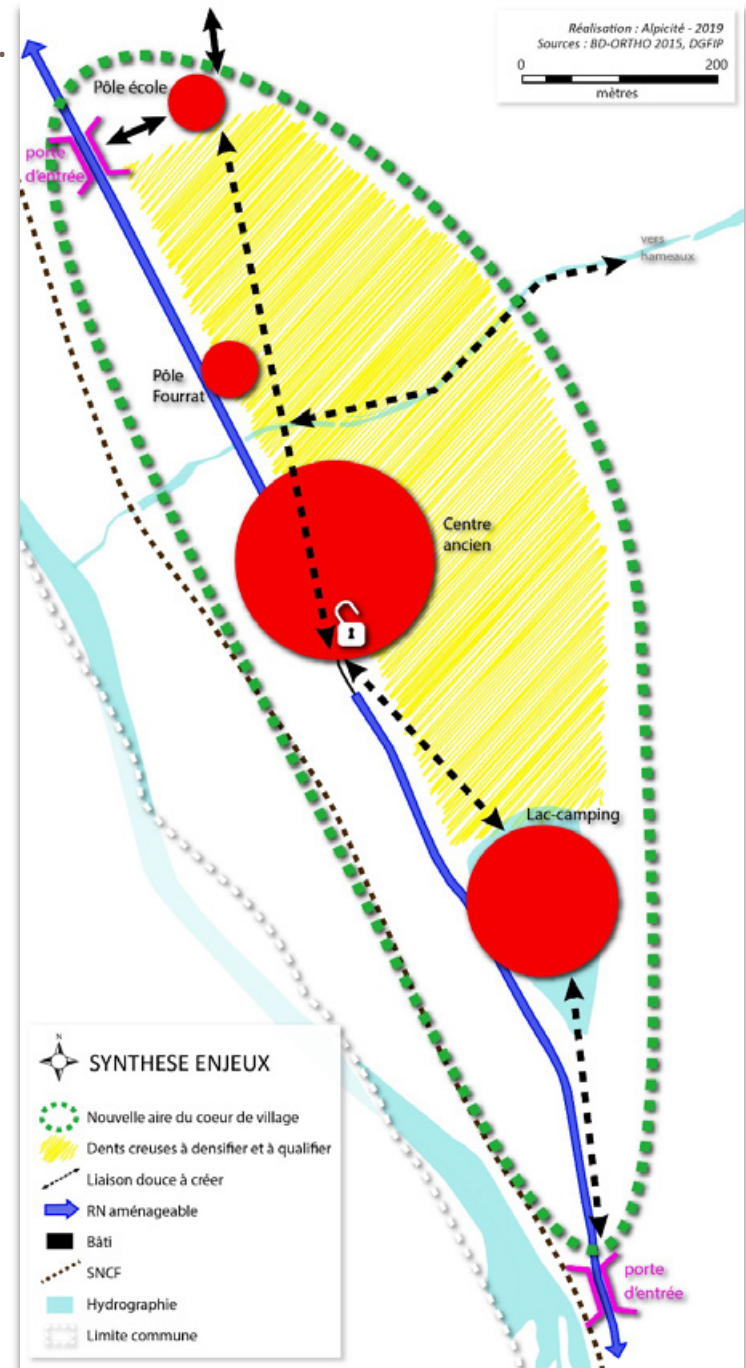 Réalisation : Alpicité - 2019
Sources : BD-ORTHO 2015, DGFIP
0 200
mètres
Pôle école
porte
d'entrée
vers
hameaux
Pôle
Fourrat
Centre
ancien
Lac-camping
porte
d'entrée
N
SYNTHESE ENJEUX
Nouvelle aire du coeur de village
Dents creuses à densifier et à qualifier
Liaison douce à créer
RN aménageable
Bâti
SNCF
Hydrographie
Limite commune